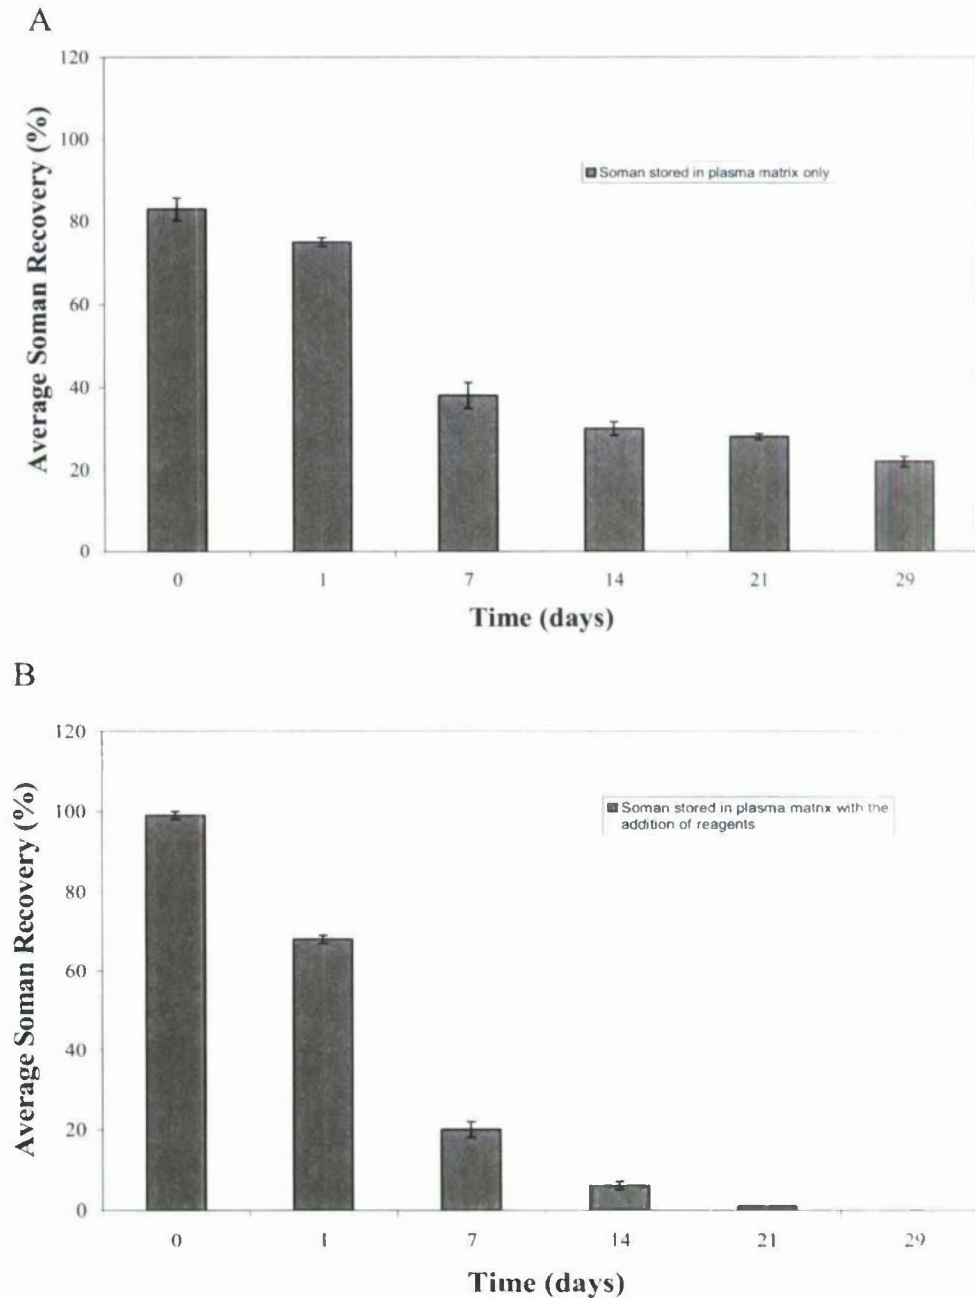 A
120
100
80
60
40
20
0
Average Soman Recovery (%)
Soman stored in plasma matrix only
0 1 7 14 21 29
Time (days)
B
120
100
80
60
40
20
0
Average Soman Recovery (%)
Soman stored in plasma matrix with the
addition of reagents
0 1 7 14 21 29
Time (days)